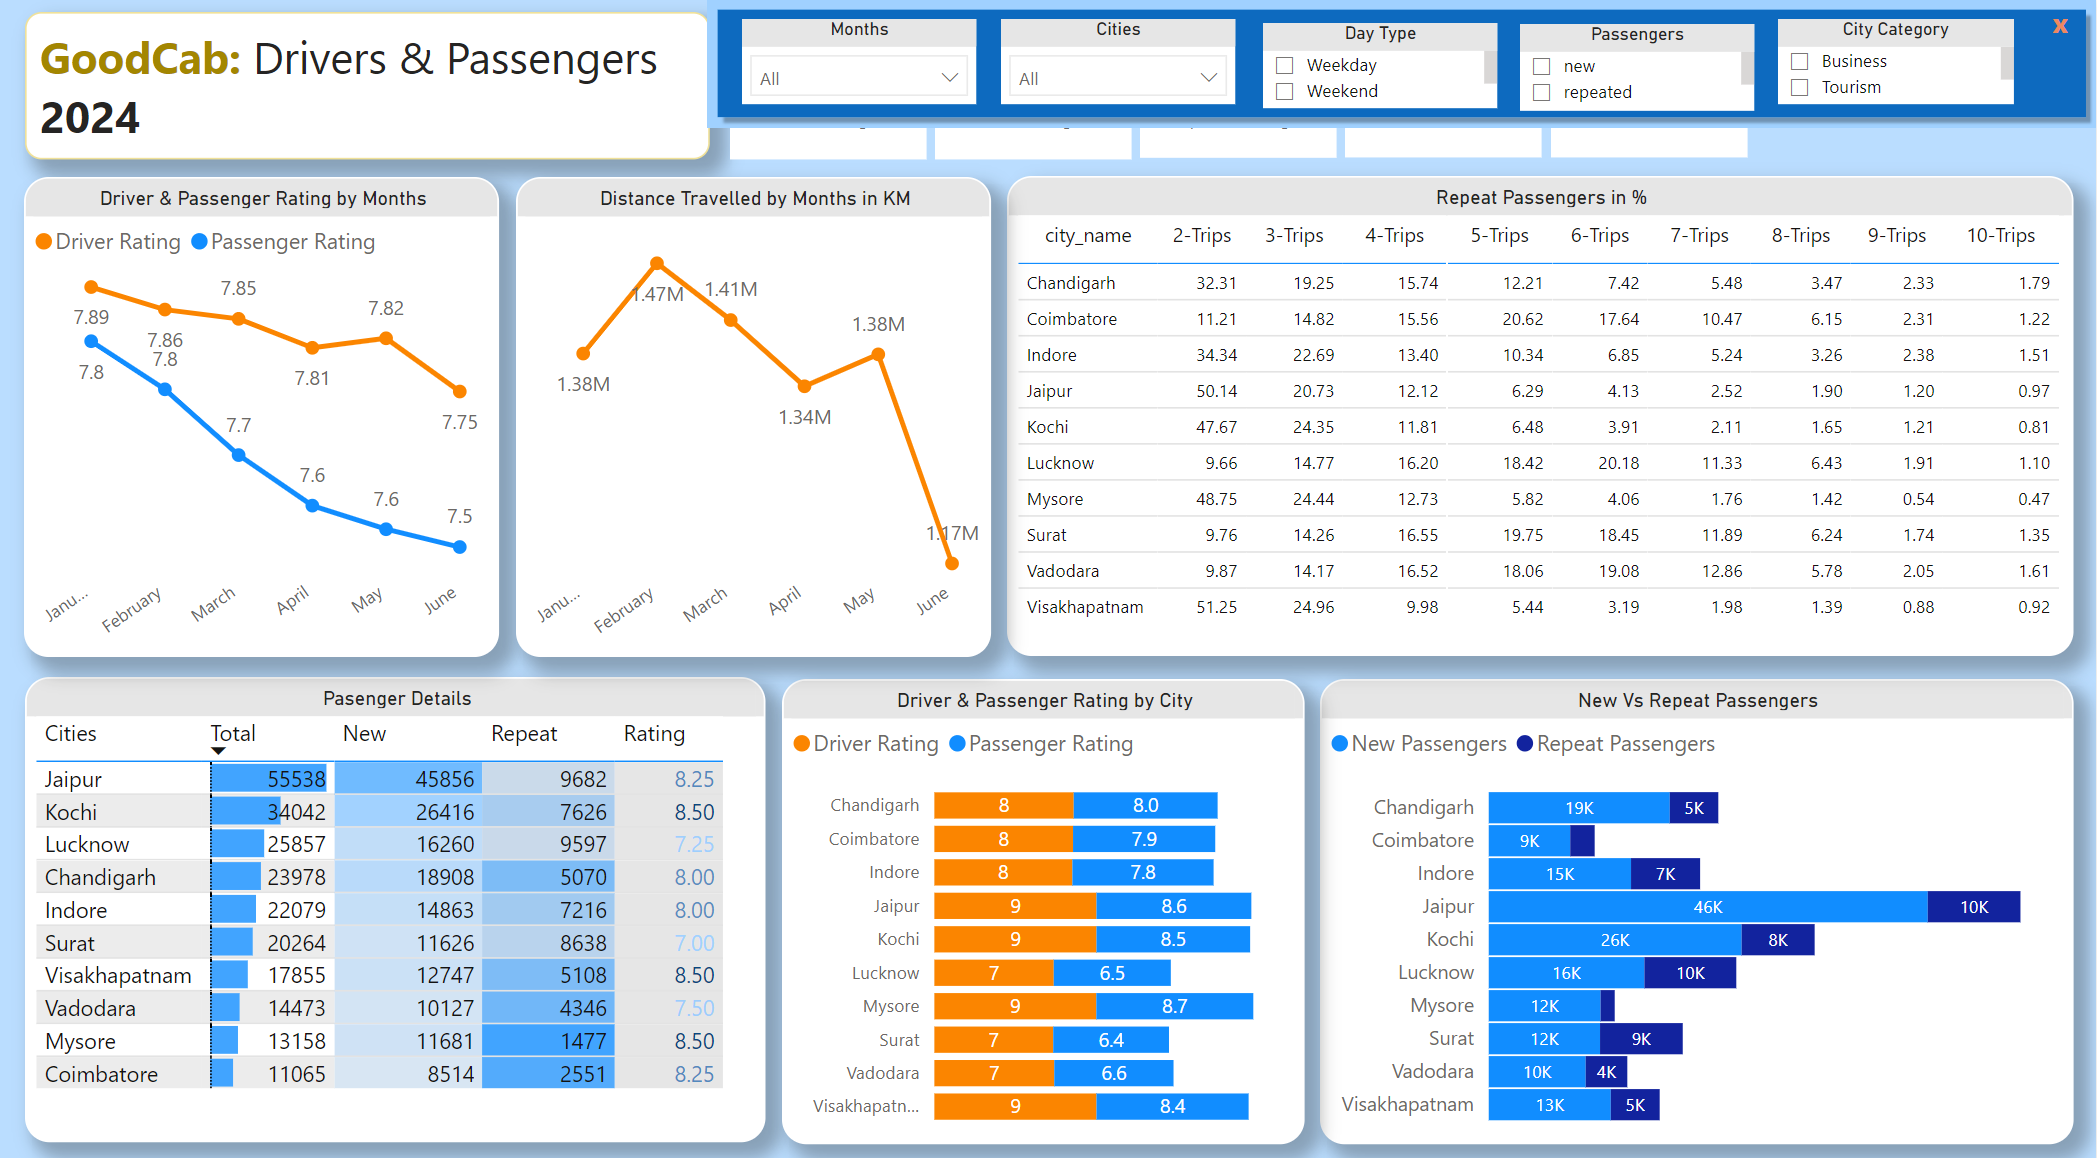 GoodCab: Drivers & Passengers
2024
Months
All
Cities
All
Day Type
Weekday
Weekend
Passengers
new
repeated
City Category
Business
Tourism
X
Driver & Passenger Rating by Months
Driver Rating Passenger Rating
7.89
7.86
7.85
7.81
7.82
7.75
7.8
7.8
7.7
7.6
7.6
7.5
Janu...
February
March
April
May
June
Distance Travelled by Months in KM
1.38M
1.47M
1.41M
1.34M
1.38M
1.17M
Janu...
February
March
April
May
June
Repeat Passengers in %
city_name 2-Trips 3-Trips 4-Trips 5-Trips 6-Trips 7-Trips 8-Trips 9-Trips 10-Trips
Chandigarh 32.31 19.25 15.74 12.21 7.42 5.48 3.47 2.33 1.79
Coimbatore 11.21 14.82 15.56 20.62 17.64 10.47 6.15 2.31 1.22
Indore 34.34 22.69 13.40 10.34 6.85 5.24 3.26 2.38 1.51
Jaipur 50.14 20.73 12.12 6.29 4.13 2.52 1.90 1.20 0.97
Kochi 47.67 24.35 11.81 6.48 3.91 2.11 1.65 1.21 0.81
Lucknow 9.66 14.77 16.20 18.42 20.18 11.33 6.43 1.91 1.10
Mysore 48.75 24.44 12.73 5.82 4.06 1.76 1.42 0.54 0.47
Surat 9.76 14.26 16.55 19.75 18.45 11.89 6.24 1.74 1.35
Vadodara 9.87 14.17 16.52 18.06 19.08 12.86 5.78 2.05 1.61
Visakhapatnam 51.25 24.96 9.98 5.44 3.19 1.98 1.39 0.88 0.92
Pasenger Details
Cities Total New Repeat Rating
Jaipur 55538 45856 9682 8.25
Kochi 34042 26416 7626 8.50
Lucknow 25857 16260 9597 7.25
Chandigarh 23978 18908 5070 8.00
Indore 22079 14863 7216 8.00
Surat 20264 11626 8638 7.00
Visakhapatnam 17855 12747 5108 8.50
Vadodara 14473 10127 4346 7.50
Mysore 13158 11681 1477 8.50
Coimbatore 11065 8514 2551 8.25
Driver & Passenger Rating by City
Driver Rating Passenger Rating
Chandigarh 8 8.0
Coimbatore 8 7.9
Indore 8 7.8
Jaipur 9 8.6
Kochi 9 8.5
Lucknow 7 6.5
Mysore 9 8.7
Surat 7 6.4
Vadodara 7 6.6
Visakhapatn... 9 8.4
New Vs Repeat Passengers
New Passengers Repeat Passengers
Chandigarh 19K 5K
Coimbatore 9K
Indore 15K 7K
Jaipur 46K 10K
Kochi 26K 8K
Lucknow 16K 10K
Mysore 12K
Surat 12K 9K
Vadodara 10K 4K
Visakhapatnam 13K 5K